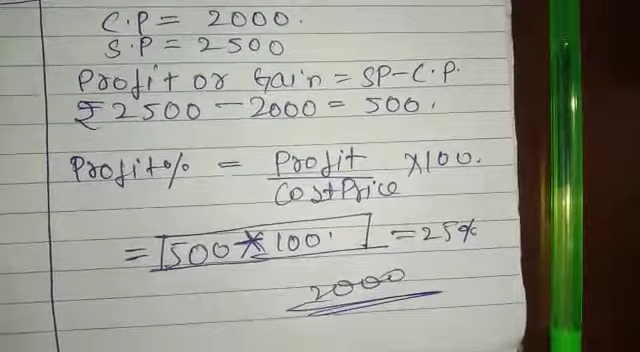 C.P = 2000.
S.P = 2500
Profit or Gain = SP-C.P.
₹ 2500 - 2000 = 500.
Profit% = Profit/Cost Price ×100.
= 500 × 100. = 25%
2000